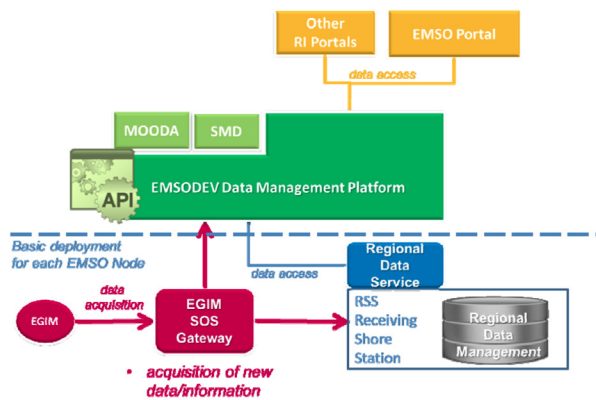 Other
RI Portals
EMSO Portal
data access
MOODA
SMD
API
EMSODEV Data Management Platform
Basic deployment
for each EMSO Node
data access
Regional
Data
Service
data
acquisition
EGIM
EGIM
SOS
Gateway
RSS
Receiving
Shore
Station
Regional
Data
Management
• acquisition of new
data/information